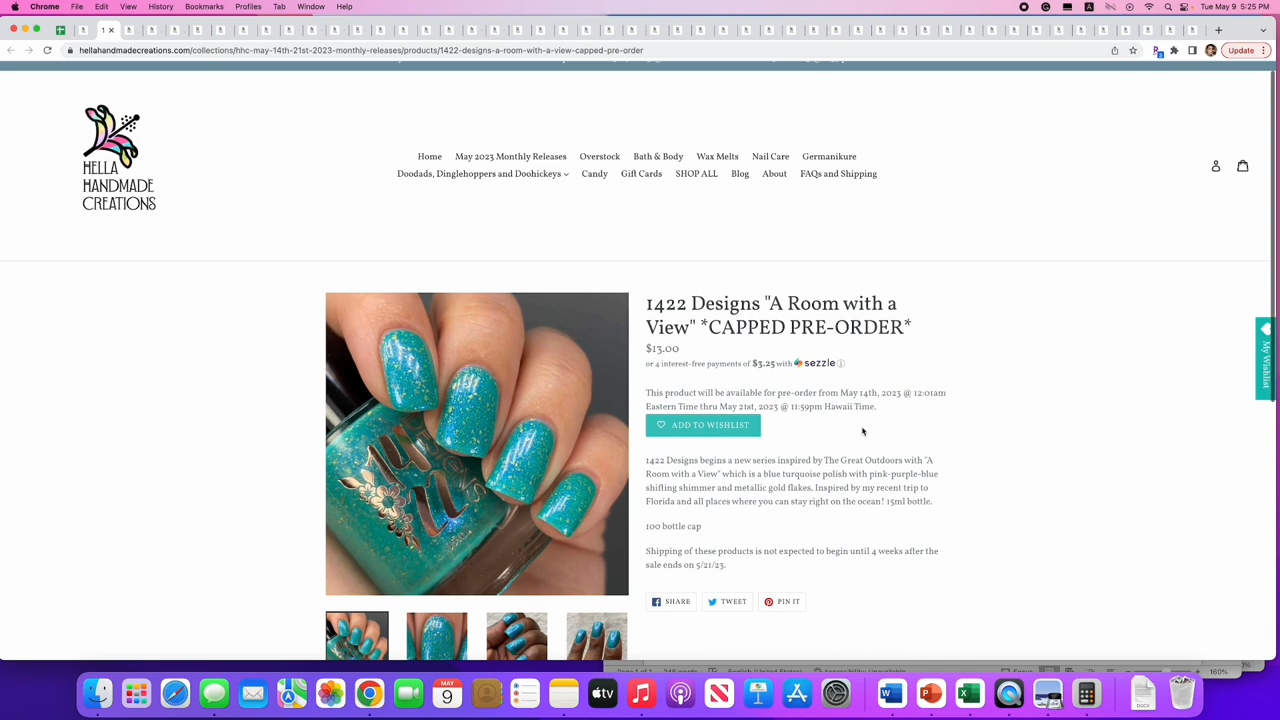 Chrome File Edit View History Bookmarks Profiles Tab Window Help
Tue May 9 5:25 PM
hellahandmadecreations.com/collections/hhc-may-14th-21st-2023-monthly-releases/products/1422-designs-a-room-with-a-view-capped-pre-order
Update
HELLA
HANDMADE
CREATIONS
Home May 2023 Monthly Releases Overstock Bath & Body Wax Melts Nail Care Germanikure
Doodads, Dinglehoppers and Doohickeys Candy Gift Cards SHOP ALL Blog About FAQs and Shipping
1422 Designs "A Room with a
View" *CAPPED PRE-ORDER*
$13.00
or 4 interest-free payments of $3.25 with sezzle
This product will be available for pre-order from May 14th, 2023 @ 12:01am
Eastern Time thru May 21st, 2023 @ 11:59pm Hawaii Time.
ADD TO WISHLIST
My Wishlist
1422 Designs begins a new series inspired by The Great Outdoors with "A
Room with a View" which is a blue turquoise polish with pink-purple-blue
shifting shimmer and metallic gold flakes. Inspired by my recent trip to
Florida and all places where you can stay right on the ocean! 15ml bottle.
100 bottle cap
Shipping of these products is not expected to begin until 4 weeks after the
sale ends on 5/21/23.
SHARE TWEET PIN IT
English (United States)
Focus
160%
MAY
9
DOCX